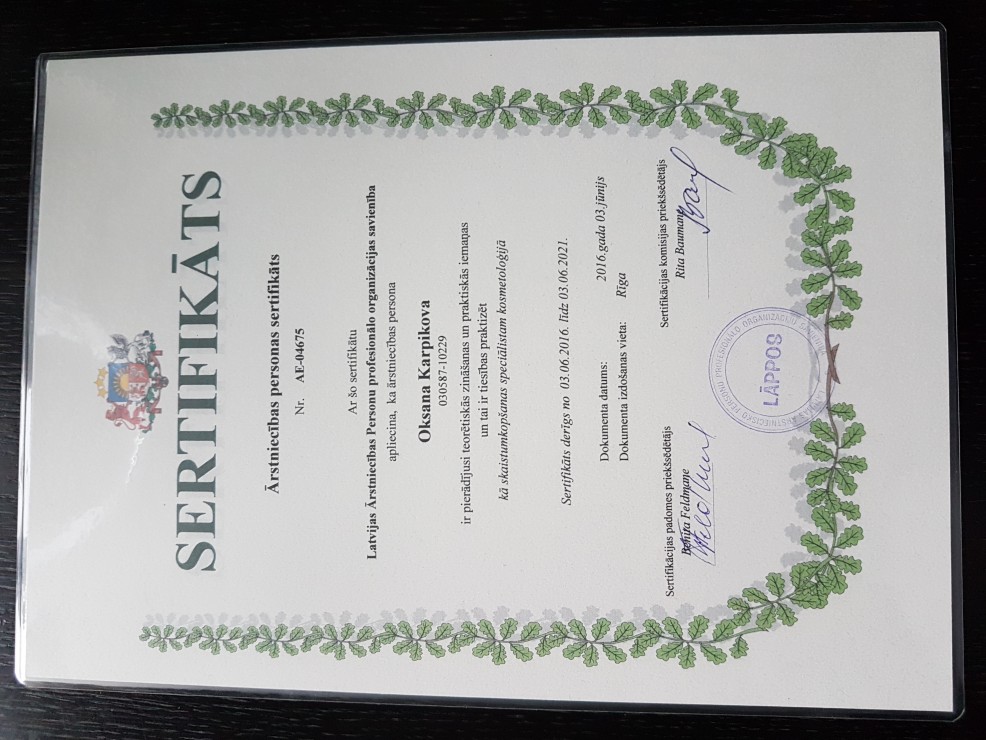 SERTIFIKĀTS
Ārstniecības personas sertifikāts
Nr. AE-04675
Ar šo sertifikātu
Latvijas Ārstniecības Personu profesionālo organizācijas savienība
apliecina, ka ārstniecības persona
Oksana Karpikova
030587-10229
ir pierādījusi teorētiskās zināšanas un praktiskās iemaņas
un tai ir tiesības praktizēt
kā skaistumkopšanas speciālistam kosmetoloģijā
Sertifikāts derīgs no 03.06.2016. līdz 03.06.2021.
Dokumenta datums: 2016.gada 03.jūnijs
Dokumenta izdošanas vieta: Rīga
Sertifikācijas padomes priekšsēdētājs
Benita Feldmane
Sertifikācijas komisijas priekšsēdētājs
Rita Baumane
LĀPPOS